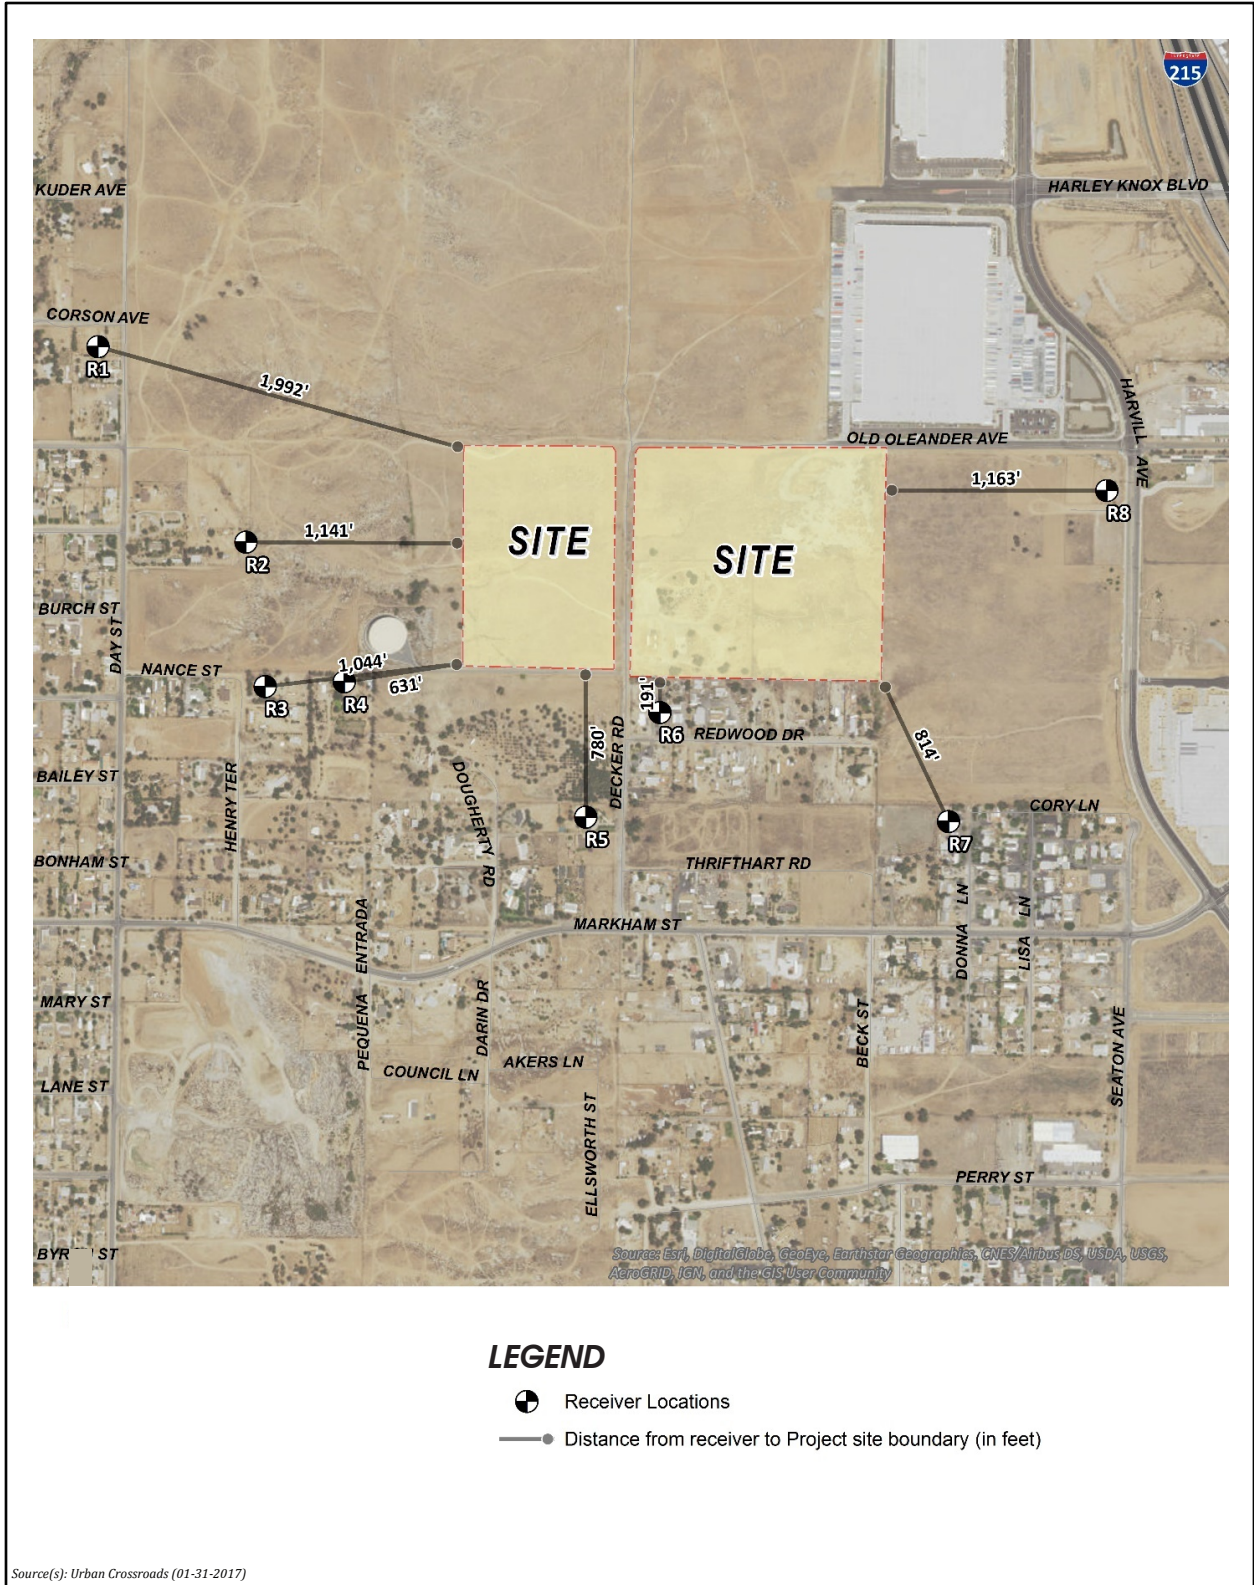 INTERSTATE
215
KUDER AVE
HARLEY KNOX BLVD
CORSON AVE
R1
1,992'
HARVILL AVE
OLD OLEANDER AVE
1,163'
R8
1,141'
R2
SITE
SITE
BURCH ST
DAY ST
NANCE ST
1,044'
631'
R3
R4
191'
R6
REDWOOD DR
780'
DECKER RD
814'
BAILEY ST
HENRY TER
DOUGHERTY RD
R5
CORY LN
R7
BONHAM ST
THRIFTHART RD
MARKHAM ST
PEQUENA ENTRADA
DONNA LN
LISA LN
MARY ST
DARIN DR
BECK ST
SEATON AVE
COUNCIL LN
AKERS LN
LANE ST
ELLSWORTH ST
PERRY ST
ST
Source: Esri, DigitalGlobe, GeoEye, Earthstar Geographics, CNES/Airbus DS, USDA, USGS,
AeroGRID, IGN, and the GIS User Community
LEGEND
Receiver Locations
Distance from receiver to Project site boundary (in feet)
Source(s): Urban Crossroads (01-31-2017)